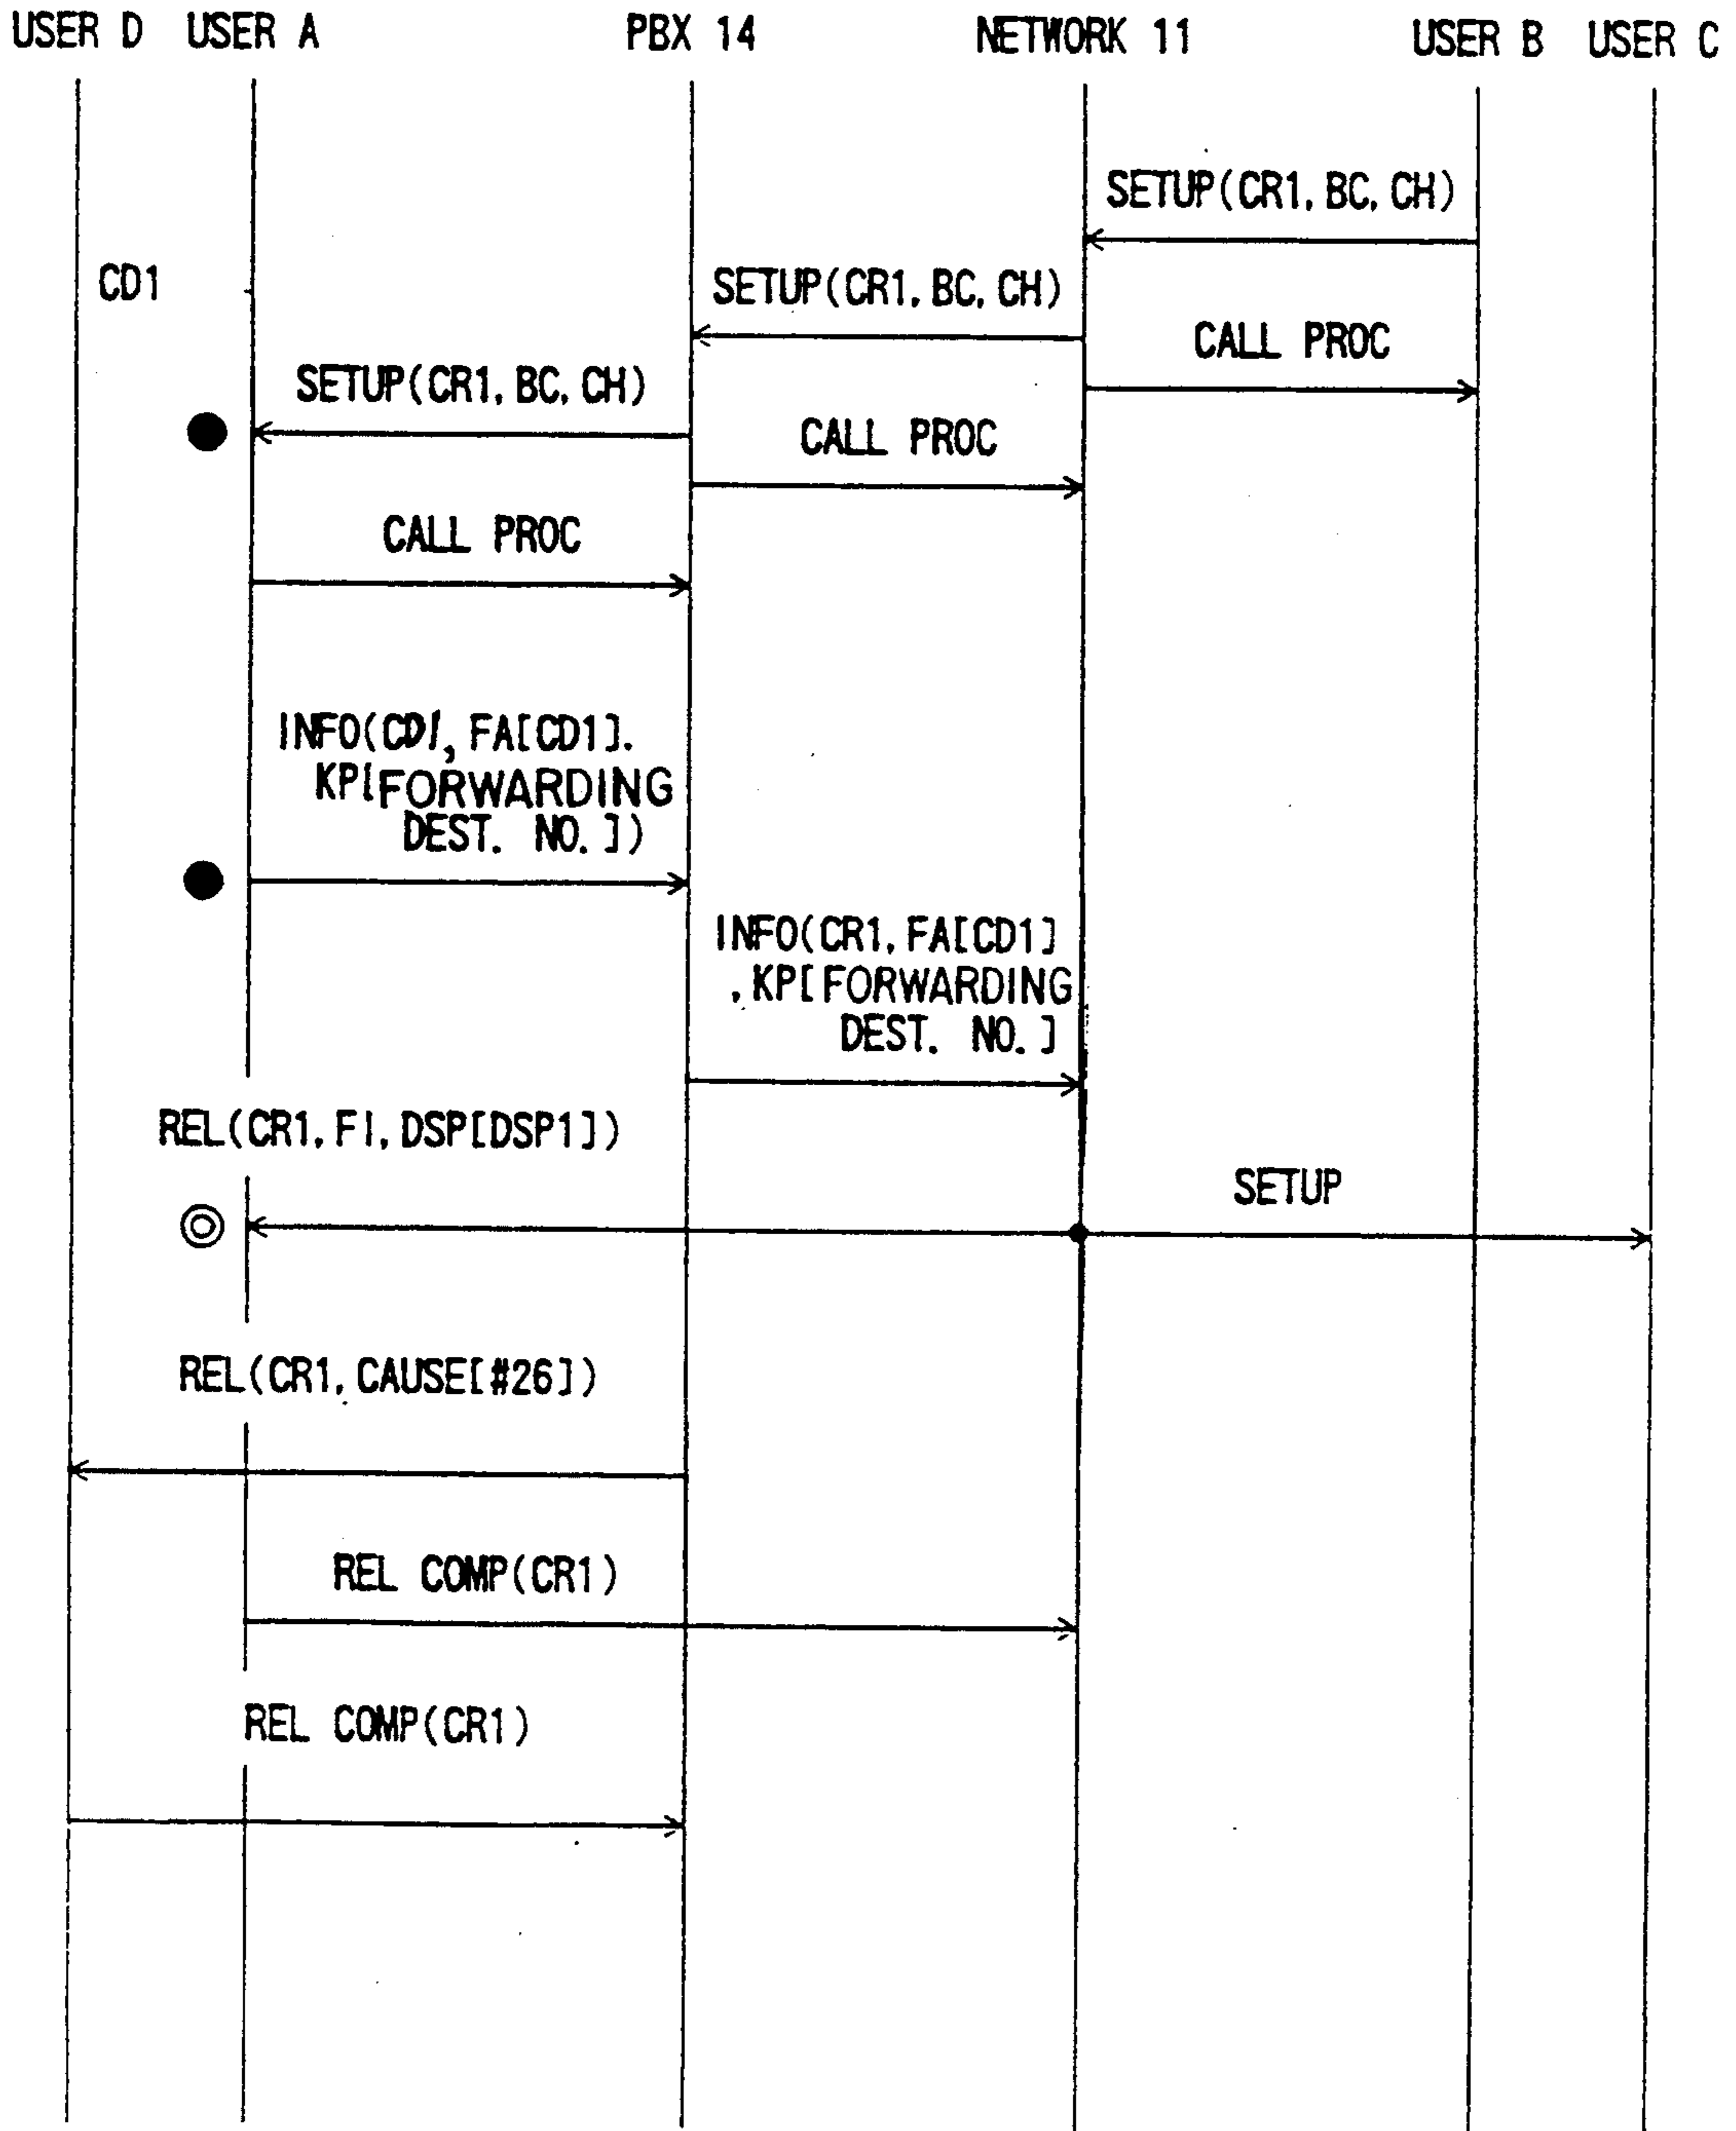 USER D USER A PBX 14 NETWORK 11 USER B USER C
SETUP(CR1, BC, CH)
CD1
SETUP(CR1, BC, CH)
CALL PROC
SETUP(CR1, BC, CH)
CALL PROC
CALL PROC
INFO(CD1, FA[CD1].
KP[FORWARDING
DEST. NO.])
INFO(CR1, FA[CD1]
, KP[FORWARDING
DEST. NO.]
REL(CR1, FI, DSP[DSP1])
SETUP
REL(CR1, CAUSE[#26])
REL COMP(CR1)
REL COMP(CR1)